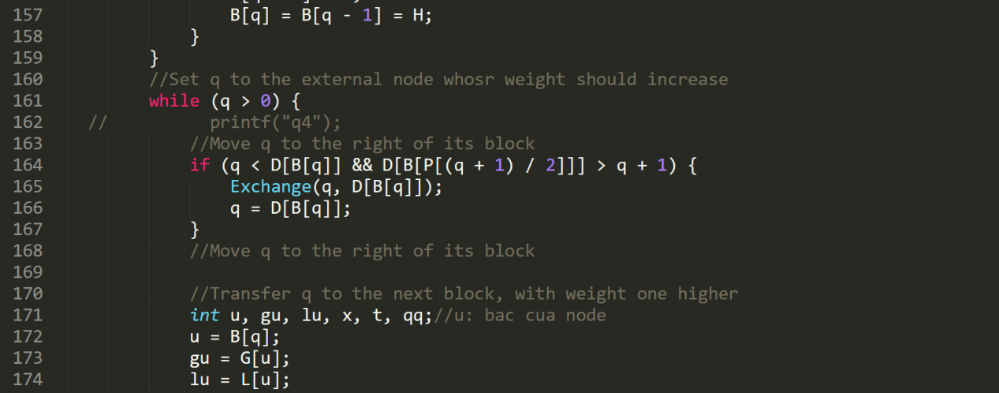 157 B[q] = B[q - 1] = H;
158 }
159 }
160 //Set q to the external node whosr weight should increase
161 while (q > 0) {
162 // printf("q4");
163 //Move q to the right of its block
164 if (q < D[B[q]] && D[B[P[(q + 1) / 2]]] > q + 1) {
165 Exchange(q, D[B[q]]);
166 q = D[B[q]];
167 }
168 //Move q to the right of its block
169
170 //Transfer q to the next block, with weight one higher
171 int u, gu, lu, x, t, qq;//u: bac cua node
172 u = B[q];
173 gu = G[u];
174 lu = L[u];